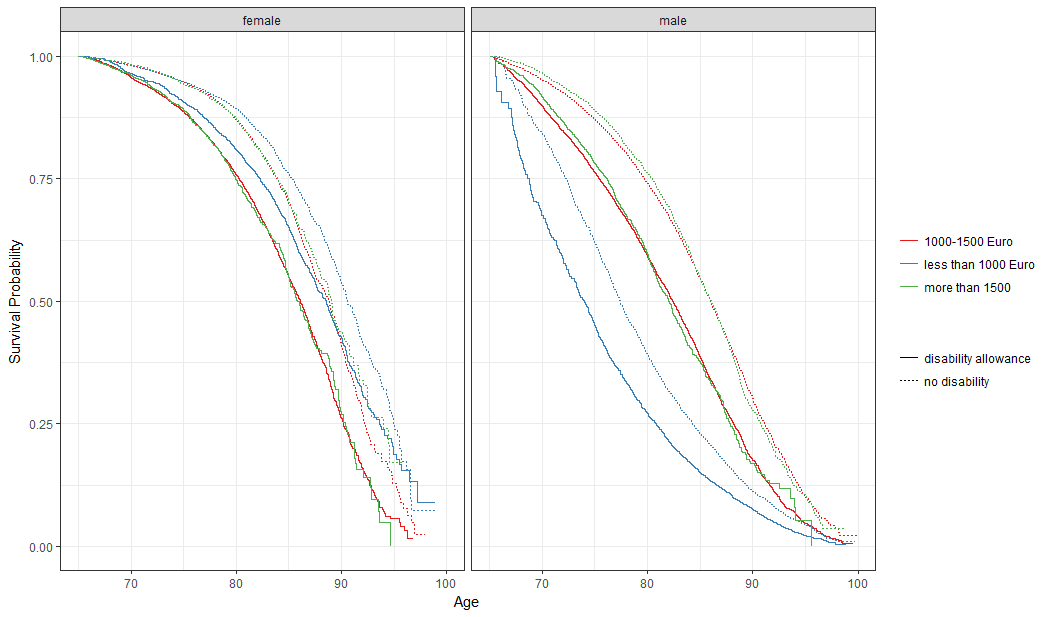 female
male
Survival Probability
1.00
0.75
0.50
0.25
0.00
70
80
90
100
70
80
90
100
Age
1000-1500 Euro
less than 1000 Euro
more than 1500
disability allowance
no disability